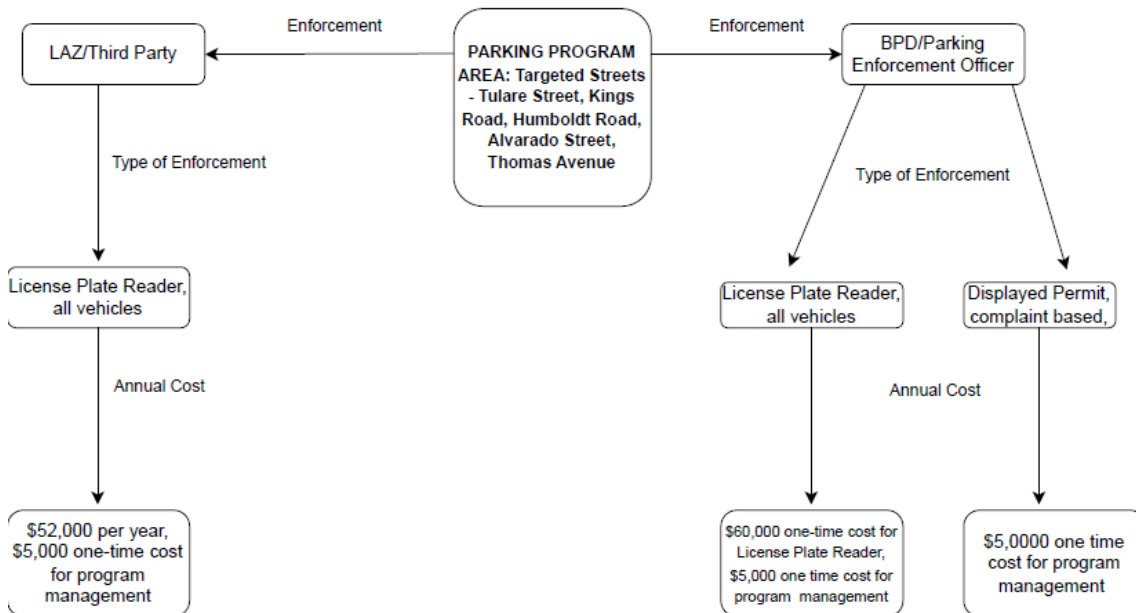 Enforcement
Enforcement
LAZ/Third Party
PARKING PROGRAM
AREA: Targeted Streets
- Tulare Street, Kings
Road, Humboldt Road,
Alvarado Street,
Thomas Avenue
BPD/Parking
Enforcement Officer
Type of Enforcement
Type of Enforcement
License Plate Reader,
all vehicles
License Plate Reader,
all vehicles
Displayed Permit,
complaint based,
Annual Cost
Annual Cost
$52,000 per year,
$5,000 one-time cost
for program
management
$60,000 one-time cost for
License Plate Reader,
$5,000 one time cost for
program management
$5,0000 one time
cost for program
management